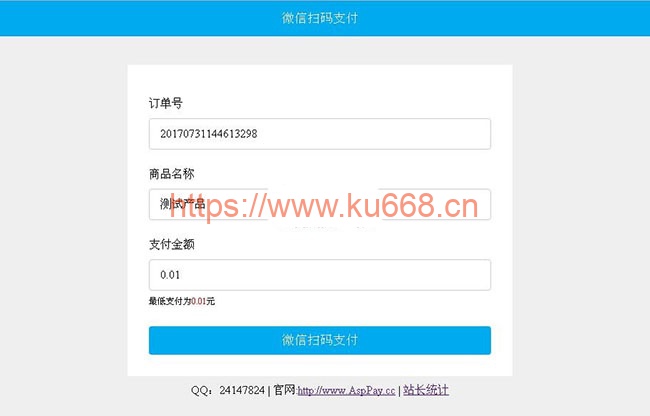 微信扫码支付
订单号
20170731144613298
商品名称
测试产品
https://www.ku668.cn
支付金额
0.01
最低支付为0.01元
微信扫码支付
QQ：24147824 | 官网:http://www.AspPay.cc | 站长统计